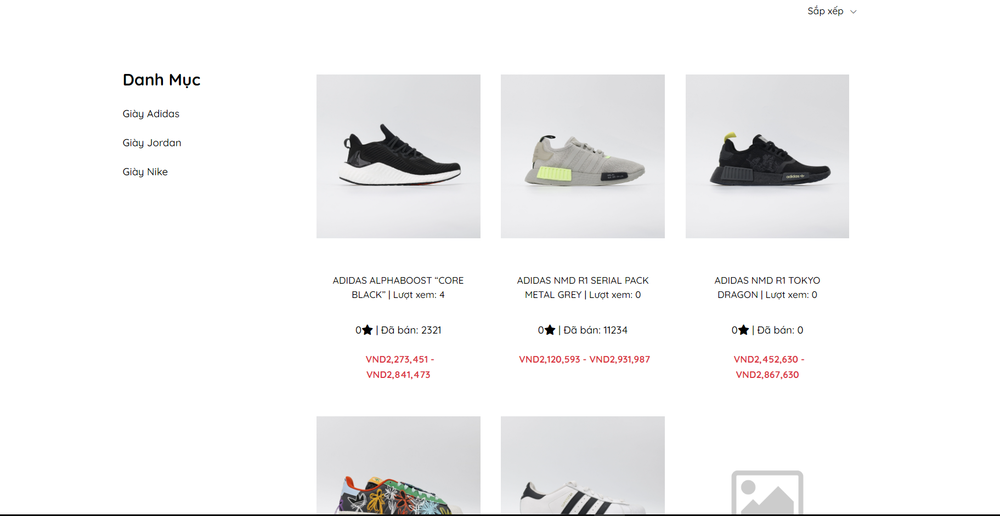 Sắp xếp
Danh Mục
Giày Adidas
Giày Jordan
Giày Nike
adidas
ADIDAS ALPHABOOST “CORE
BLACK” | Lượt xem: 4
0★ | Đã bán: 2321
VND2,273,451 -
VND2,841,473
ADIDAS NMD R1 SERIAL PACK
METAL GREY | Lượt xem: 0
0★ | Đã bán: 11234
VND2,120,593 - VND2,931,987
ADIDAS NMD R1 TOKYO
DRAGON | Lượt xem: 0
0★ | Đã bán: 0
VND2,452,630 -
VND2,867,630